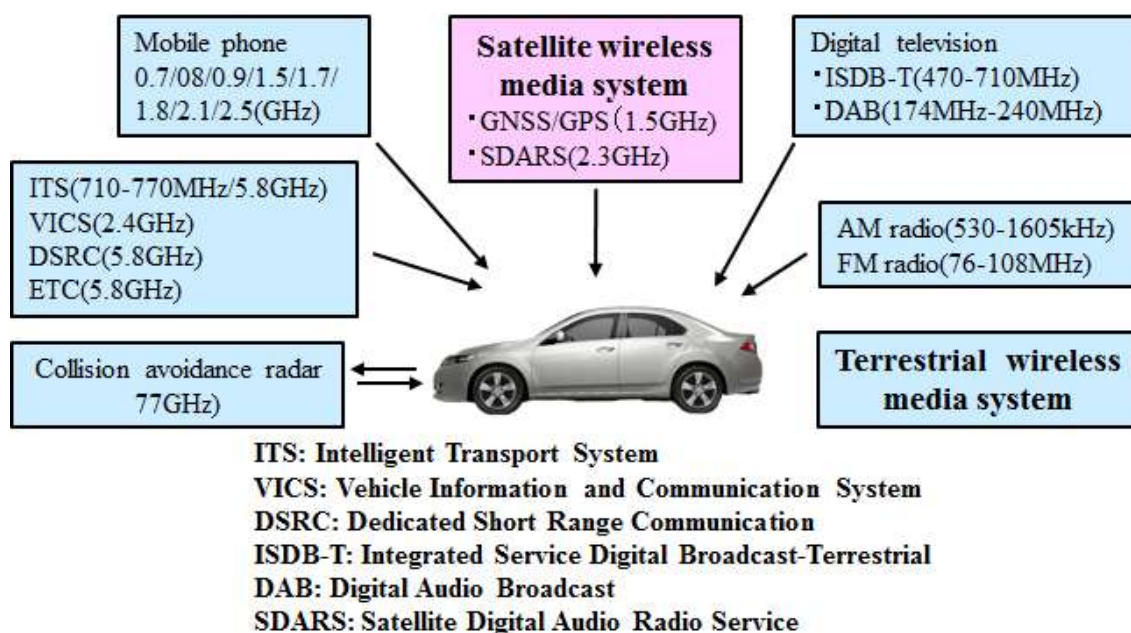 Mobile phone
0.7/08/0.9/1.5/1.7/
1.8/2.1/2.5(GHz)
Satellite wireless
media system
・GNSS/GPS(1.5GHz)
・SDARS(2.3GHz)
Digital television
・ISDB-T(470-710MHz)
・DAB(174MHz-240MHz)
ITS(710-770MHz/5.8GHz)
VICS(2.4GHz)
DSRC(5.8GHz)
ETC(5.8GHz)
AM radio(530-1605kHz)
FM radio(76-108MHz)
Collision avoidance radar
77GHz)
Terrestrial wireless
media system
ITS: Intelligent Transport System
VICS: Vehicle Information and Communication System
DSRC: Dedicated Short Range Communication
ISDB-T: Integrated Service Digital Broadcast-Terrestrial
DAB: Digital Audio Broadcast
SDARS: Satellite Digital Audio Radio Service